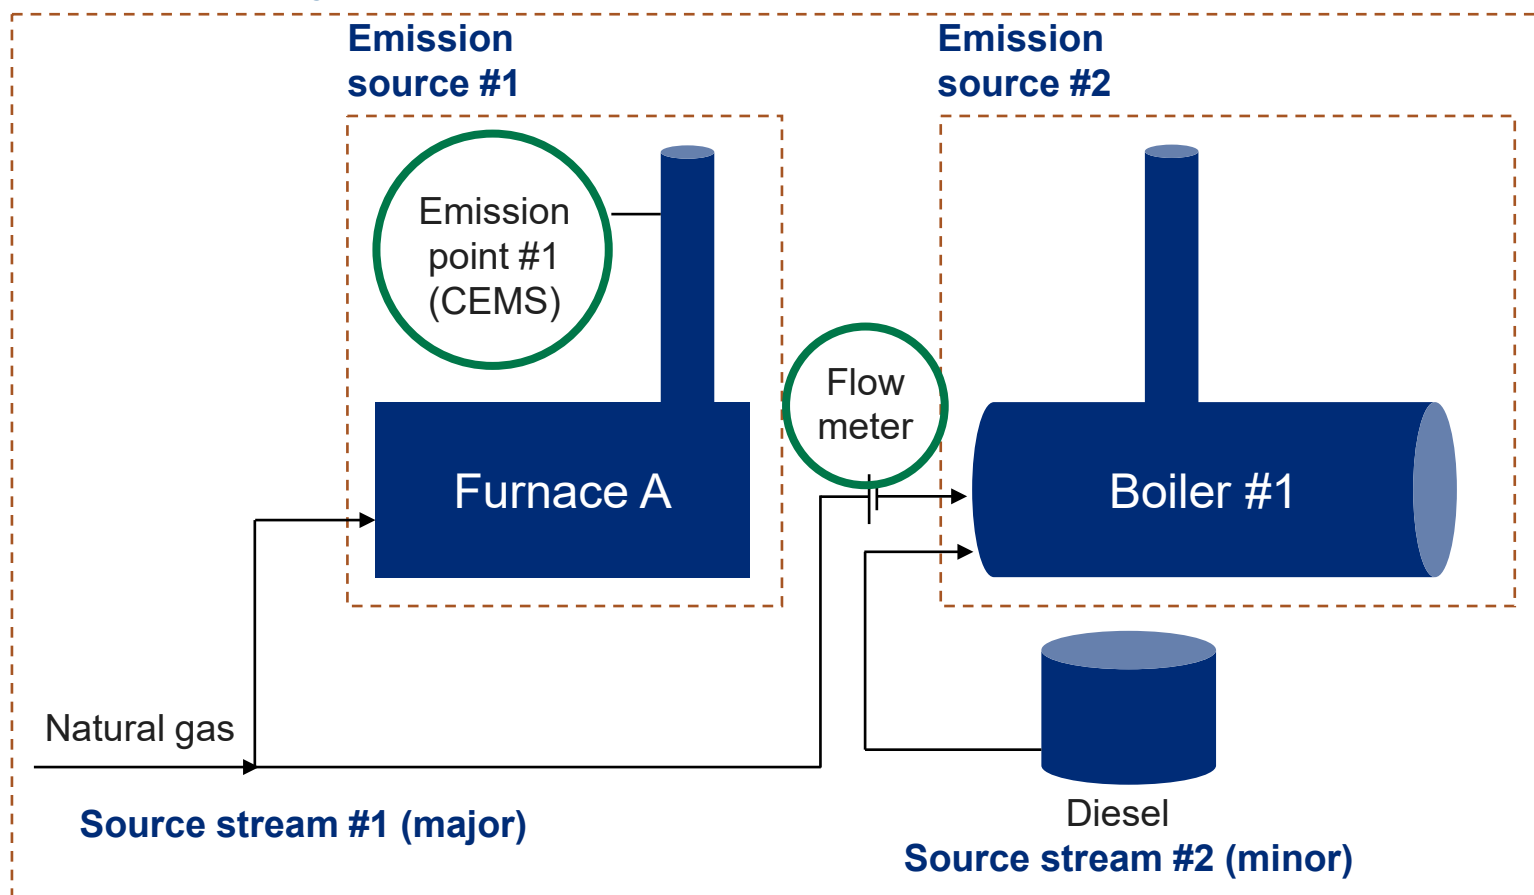 Emission
source #1
Emission
source #2
Emission
point #1
(CEMS)
Flow
meter
Furnace A
Boiler #1
Natural gas
Source stream #1 (major)
Diesel
Source stream #2 (minor)